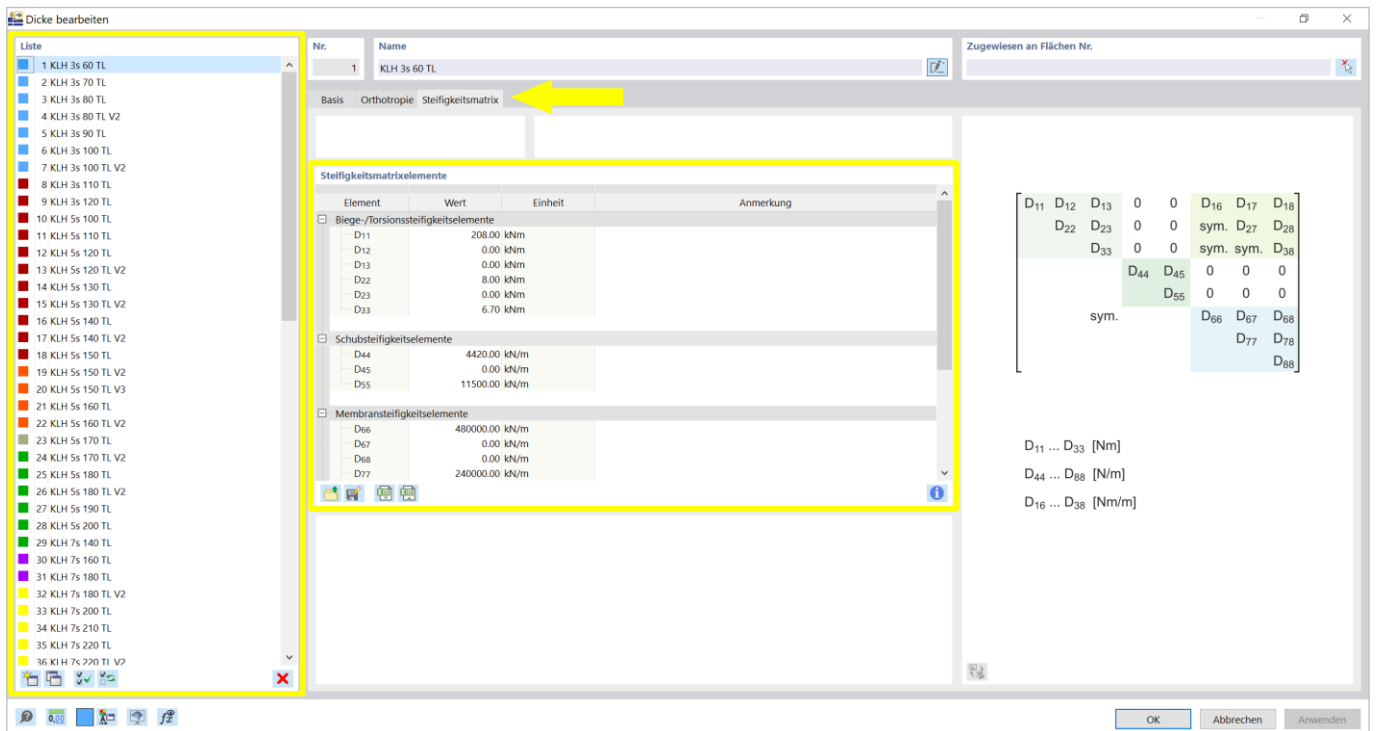 Dicke bearbeiten
Liste
1 KLH 3s 60 TL
2 KLH 3s 70 TL
3 KLH 3s 80 TL
4 KLH 3s 80 TL V2
5 KLH 3s 90 TL
6 KLH 3s 100 TL
7 KLH 3s 100 TL V2
8 KLH 3s 110 TL
9 KLH 3s 120 TL
10 KLH 5s 100 TL
11 KLH 5s 110 TL
12 KLH 5s 120 TL
13 KLH 5s 120 TL V2
14 KLH 5s 130 TL
15 KLH 5s 130 TL V2
16 KLH 5s 140 TL
17 KLH 5s 140 TL V2
18 KLH 5s 150 TL
19 KLH 5s 150 TL V2
20 KLH 5s 150 TL V3
21 KLH 5s 160 TL
22 KLH 5s 160 TL V2
23 KLH 5s 170 TL
24 KLH 5s 170 TL V2
25 KLH 5s 180 TL
26 KLH 5s 180 TL V2
27 KLH 5s 190 TL
28 KLH 5s 200 TL
29 KLH 7s 140 TL
30 KLH 7s 160 TL
31 KLH 7s 180 TL
32 KLH 7s 180 TL V2
33 KLH 7s 200 TL
34 KLH 7s 210 TL
35 KLH 7s 220 TL
36 KLH 7s 220 TL V2
Nr. Name
1 KLH 3s 60 TL
Zugewiesen an Flächen Nr.
Basis Orthotropie Steifigkeitsmatrix
Steifigkeitsmatrixelemente
Element Wert Einheit Anmerkung
Biege-/Torsionssteifigkeitselemente
D11 208.00 kNm
D12 0.00 kNm
D13 0.00 kNm
D22 8.00 kNm
D23 0.00 kNm
D33 6.70 kNm
Schubsteifigkeitselemente
D44 4420.00 kN/m
D45 0.00 kN/m
D55 11500.00 kN/m
Membransteifigkeitselemente
D66 480000.00 kN/m
D67 0.00 kN/m
D68 0.00 kN/m
D77 240000.00 kN/m
D11 D12 D13 0 0 D16 D17 D18
D22 D23 0 0 sym. D27 D28
D33 0 0 sym. sym. D38
D44 D45 0 0 0
D55 0 0 0
sym. D66 D67 D68
D77 D78
D88
D11 ... D33 [Nm]
D44 ... D88 [N/m]
D16 ... D38 [Nm/m]
0,00
OK Abbrechen Anwenden